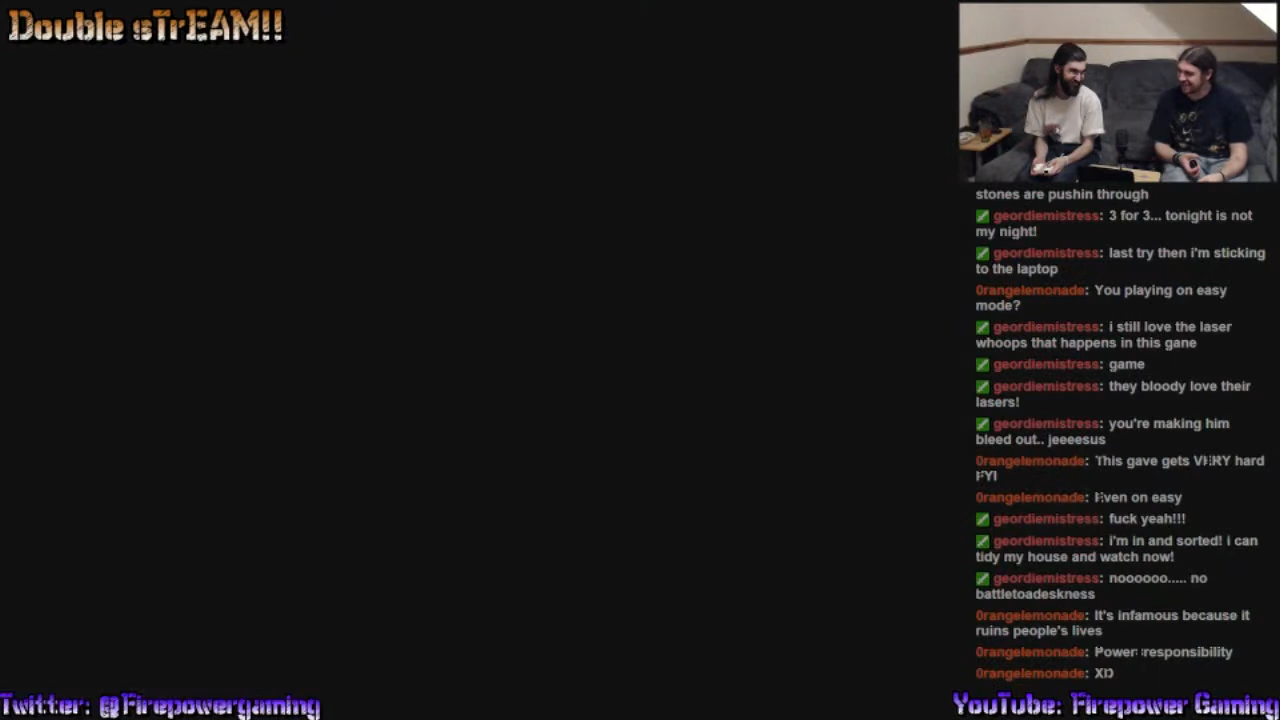 Double sTrEAM!!
stones are pushin through
geordiemistress: 3 for 3... tonight is not
my night!
geordiemistress: last try then i'm sticking
to the laptop
0rangelemonade: You playing on easy
mode?
geordiemistress: i still love the laser
whoops that happens in this gane
geordiemistress: game
geordiemistress: they bloody love their
lasers!
geordiemistress: you're making him
bleed out.. jeeeesus
0rangelemonade: This gave gets VERY hard
FYI
0rangelemonade: Even on easy
geordiemistress: fuck yeah!!!
geordiemistress: i'm in and sorted! i can
tidy my house and watch now!
geordiemistress: noooooo..... no
battletoadeskness
0rangelemonade: It's infamous because it
ruins people's lives
0rangelemonade: Power: responsibility
0rangelemonade: XD
Twitter: @Firepowergaming
YouTube: Firepower Gaming